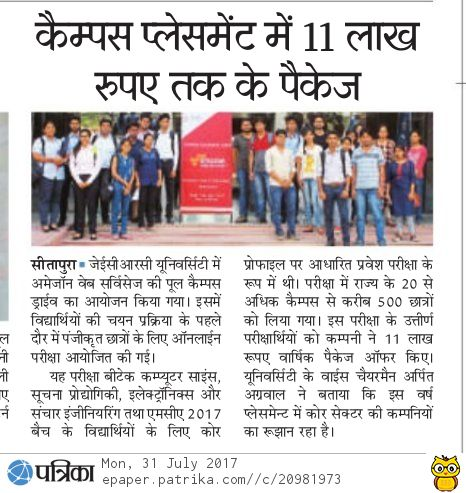 कैम्पस प्लेसमेंट में 11 लाख
रुपए तक के पैकेज
सीतापुरा ▪ जेईसीआरसी यूनिवर्सिटी में
अमेजॉन वेब सर्विसेज की पूल कैम्पस
ड्राईव का आयोजन किया गया। इसमें
विद्यार्थियों की चयन प्रक्रिया के पहले
दौर में पंजीकृत छात्रों के लिए ऑनलाईन
परीक्षा आयोजित की गई।
यह परीक्षा बीटेक कम्प्यूटर साइंस,
सूचना प्रोद्योगिकी, इलेक्ट्रॉनिक्स और
संचार इंजीनियरिंग तथा एमसीए 2017
बैच के विद्यार्थियों के लिए कोर
प्रोफाइल पर आधारित प्रवेश परीक्षा के
रूप में थी। परीक्षा में राज्य के 20 से
अधिक कैम्पस से करीब 500 छात्रों
को लिया गया। इस परीक्षा के उत्तीर्ण
परीक्षार्थियों को कम्पनी ने 11 लाख
रूपए वार्षिक पैकेज ऑफर किए।
यूनिवर्सिटी के वाईस चैयरमैन अर्पित
अग्रवाल ने बताया कि इस वर्ष
प्लेसमेन्ट में कोर सेक्टर की कम्पनियों
का रूझान रहा है।
पत्रिका
Mon, 31 July 2017
epaper.patrika.com//c/20981973